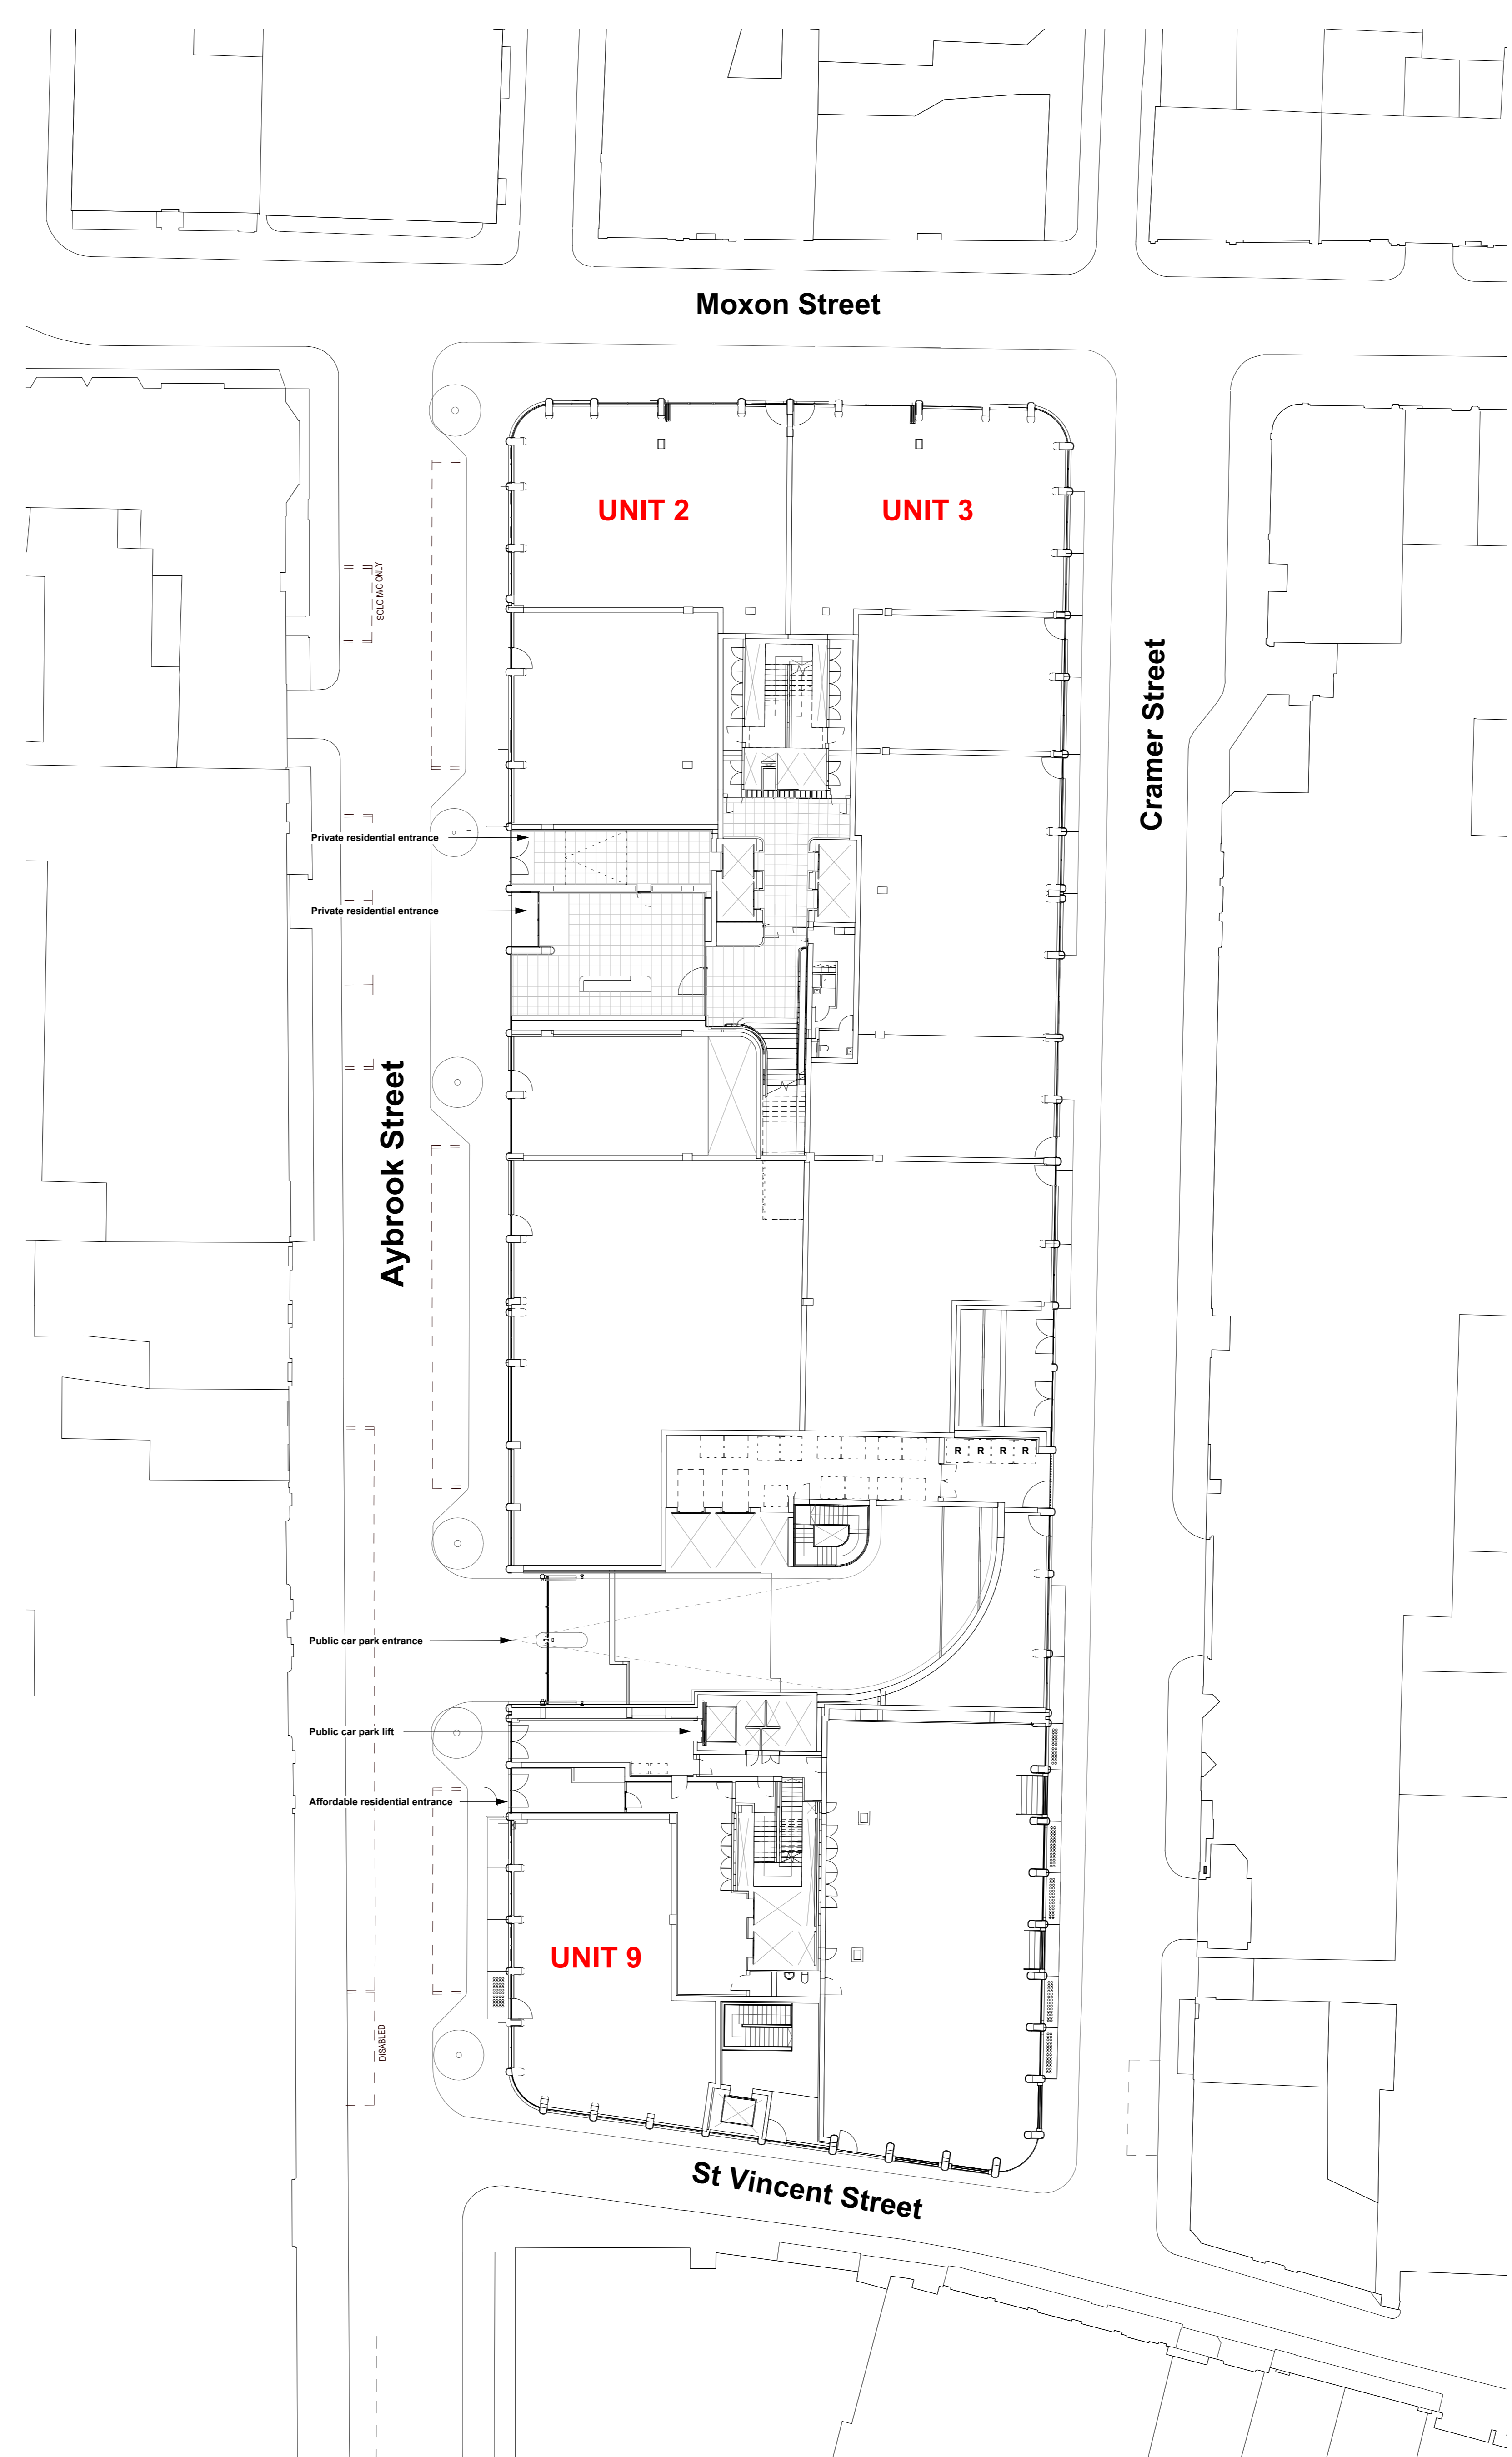 Moxon Street
UNIT 2
UNIT 3
SOLO M/C ONLY
Cramer Street
Private residential entrance
Private residential entrance
Aybrook Street
R R R R
Public car park entrance
Public car park lift
Affordable residential entrance
UNIT 9
DISABLED
St Vincent Street